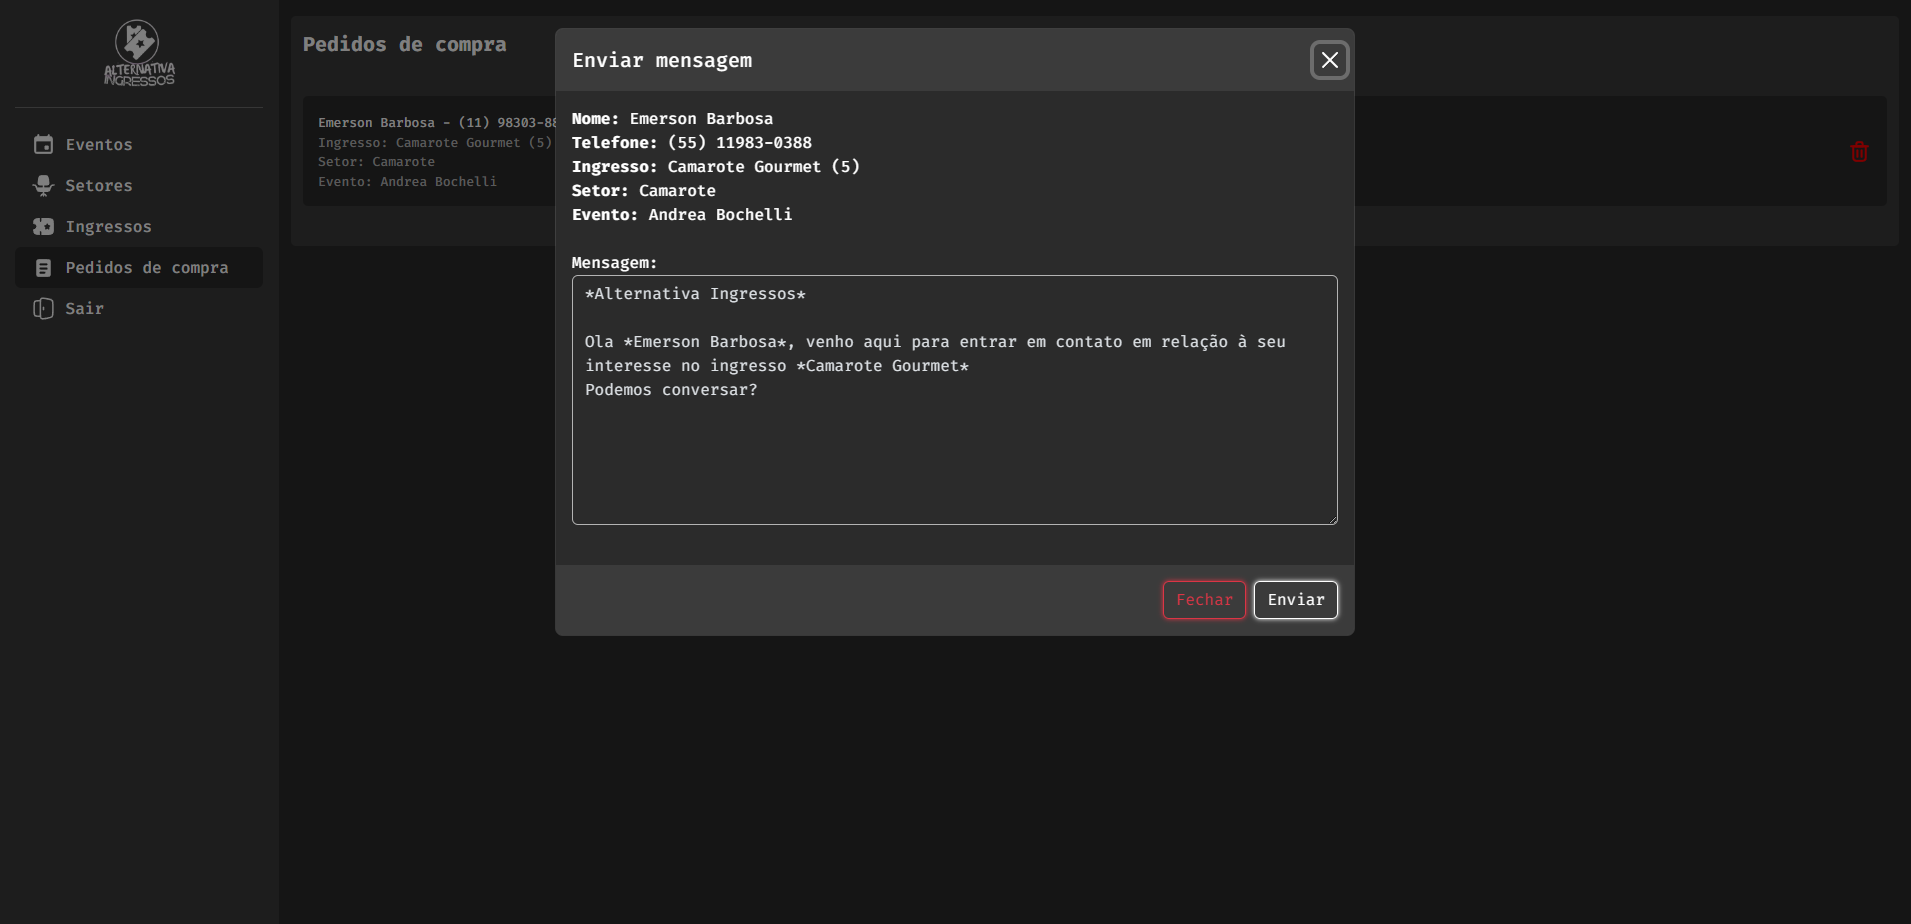 ALTERNATIVA
INGRESSOS
Eventos
Setores
Ingressos
Pedidos de compra
Sair
Pedidos de compra
Emerson Barbosa - (11) 98303-88
Ingresso: Camarote Gourmet (5)
Setor: Camarote
Evento: Andrea Bochelli
Enviar mensagem
Nome: Emerson Barbosa
Telefone: (55) 11983-0388
Ingresso: Camarote Gourmet (5)
Setor: Camarote
Evento: Andrea Bochelli
Mensagem:
*Alternativa Ingressos*
Ola *Emerson Barbosa*, venho aqui para entrar em contato em relação à seu
interesse no ingresso *Camarote Gourmet*
Podemos conversar?
Fechar
Enviar